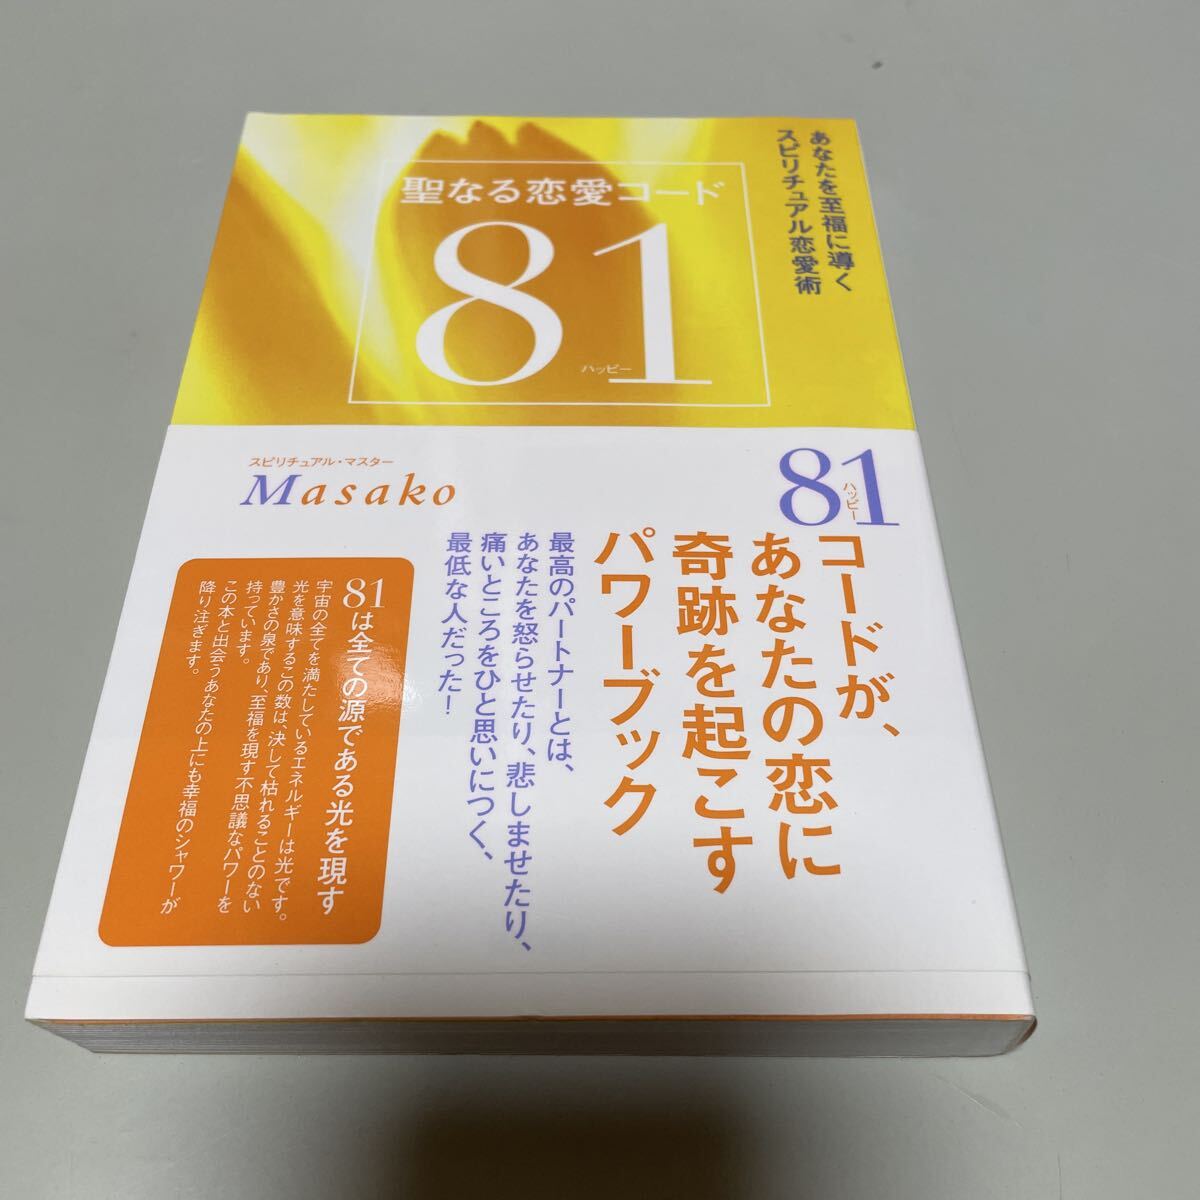 あなたを至福に導く
スピリチュアル恋愛術
聖なる恋愛コード
81
ハッピー
スピリチュアル・マスター
Masako
81
ハッピー
コードが、
あなたの恋に
奇跡を起こす
パワーブック
最高のパートナーとは、
あなたを怒らせたり、悲しませたり、
痛いところをひと思いにつく、
最低な人だった！
81は全ての源である光を現す
宇宙の全てを満たしているエネルギーは光です。
光を意味するこの数は、決して枯れることのない
豊かさの泉であり、至福を現す不思議なパワーを
持っています。
この本と出会うあなたの上にも幸福のシャワーが
降り注ぎます。